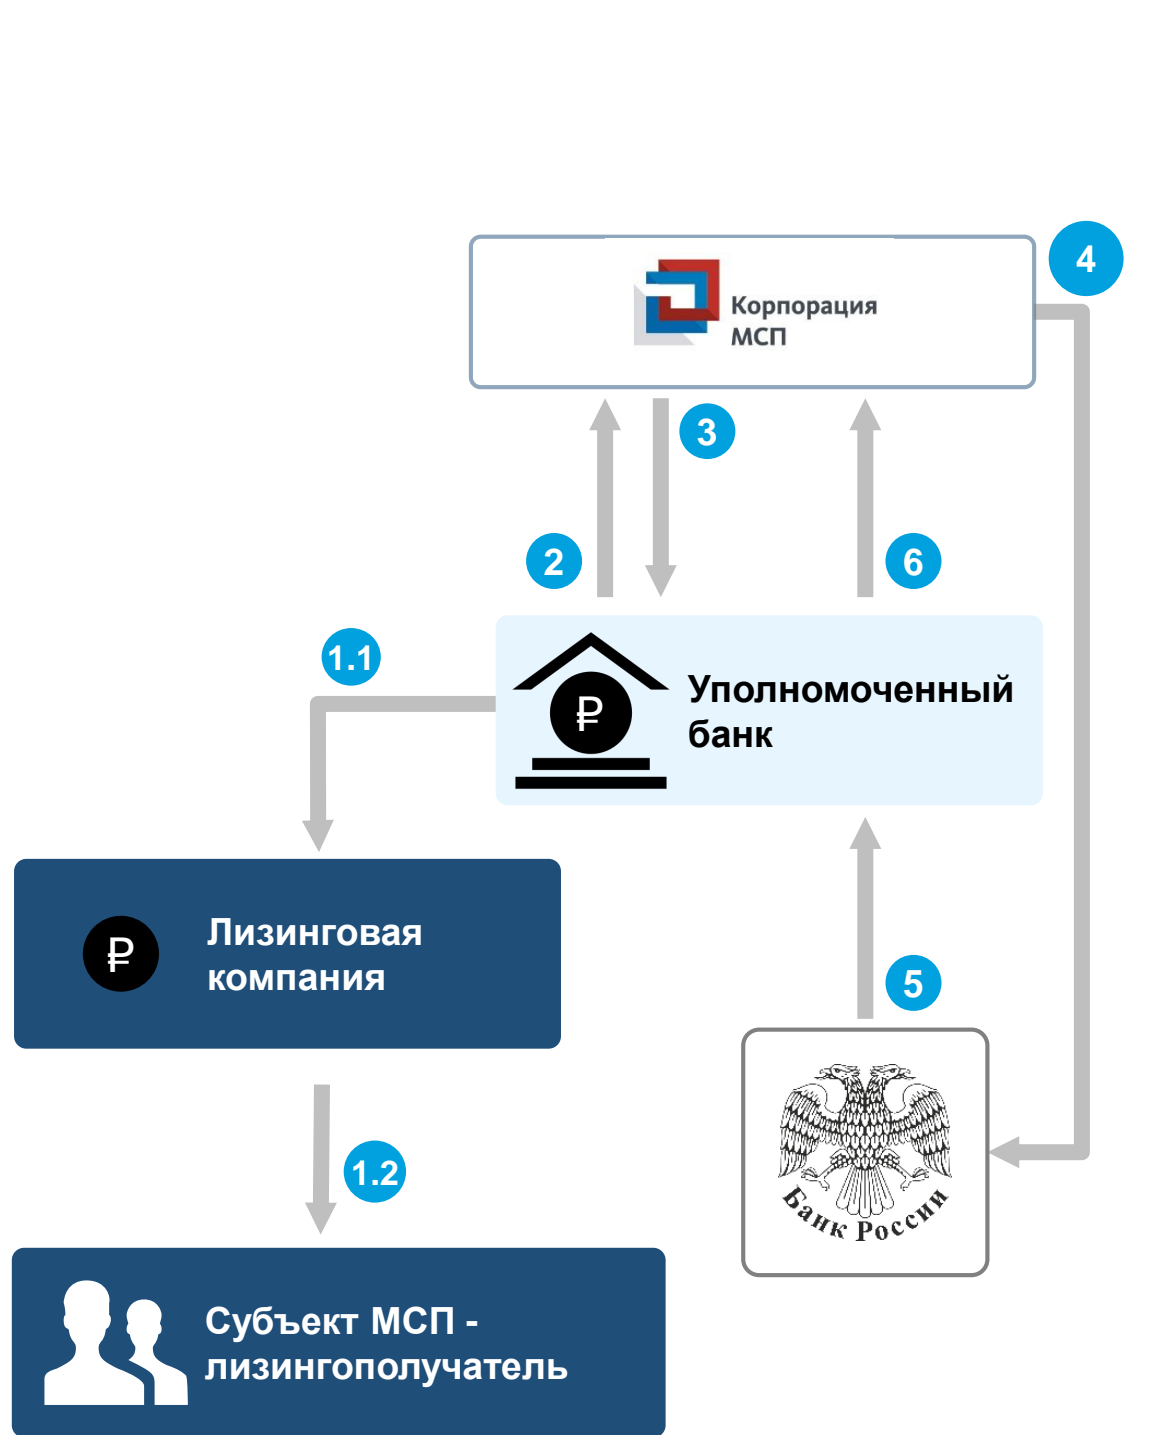 4
Корпорация
МСП
3
2
6
1.1
₽
Уполномоченный
банк
₽
Лизинговая
компания
5
1.2
Банк России
Субъект МСП -
лизингополучатель